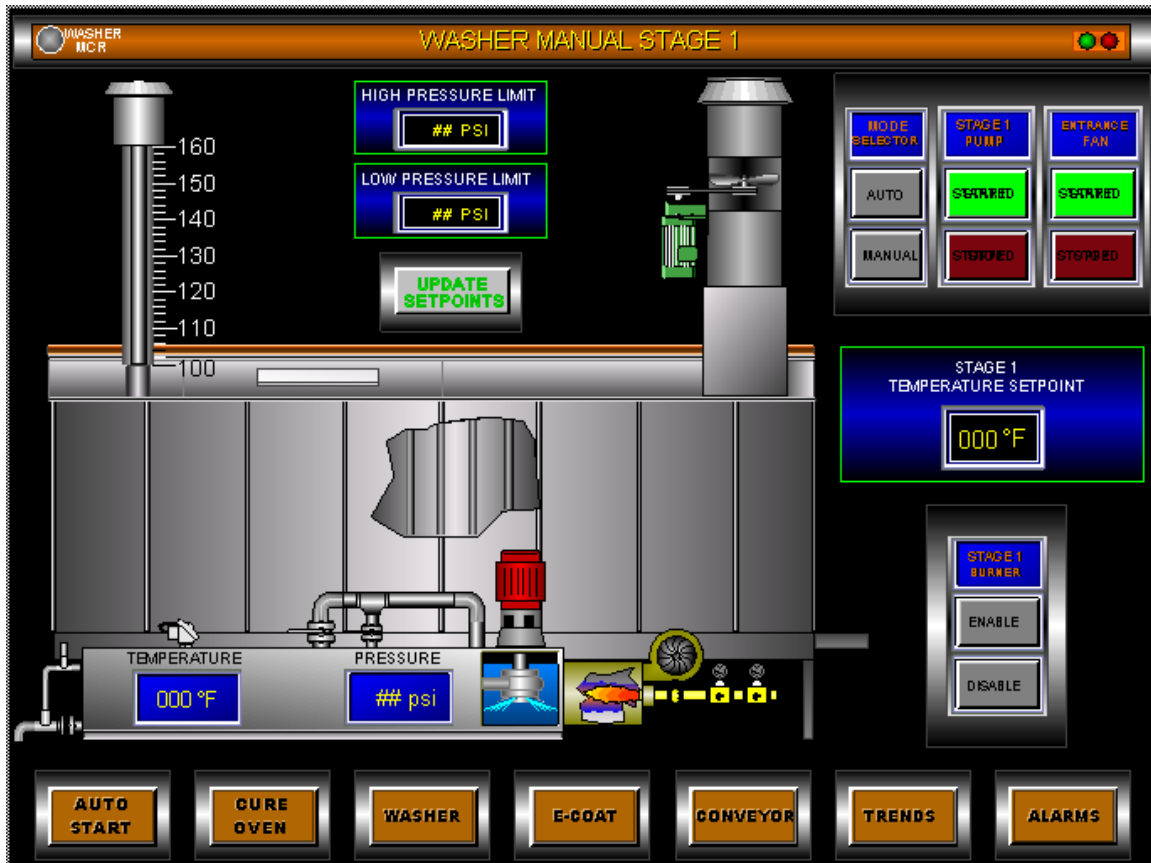 WASHER
MCR
WASHER MANUAL STAGE 1
HIGH PRESSURE LIMIT
## PSI
LOW PRESSURE LIMIT
## PSI
UPDATE
SETPOINTS
160
150
140
130
120
110
100
MODE
SELECTOR
AUTO
MANUAL
STAGE 1
PUMP
ENTRANCE
FAN
STAGE 1
TEMPERATURE SETPOINT
000 °F
STAGE 1
BURNER
ENABLE
DISABLE
TEMPERATURE
000 °F
PRESSURE
## psi
AUTO
START
CURE
OVEN
WASHER
E-COAT
CONVEYOR
TRENDS
ALARMS